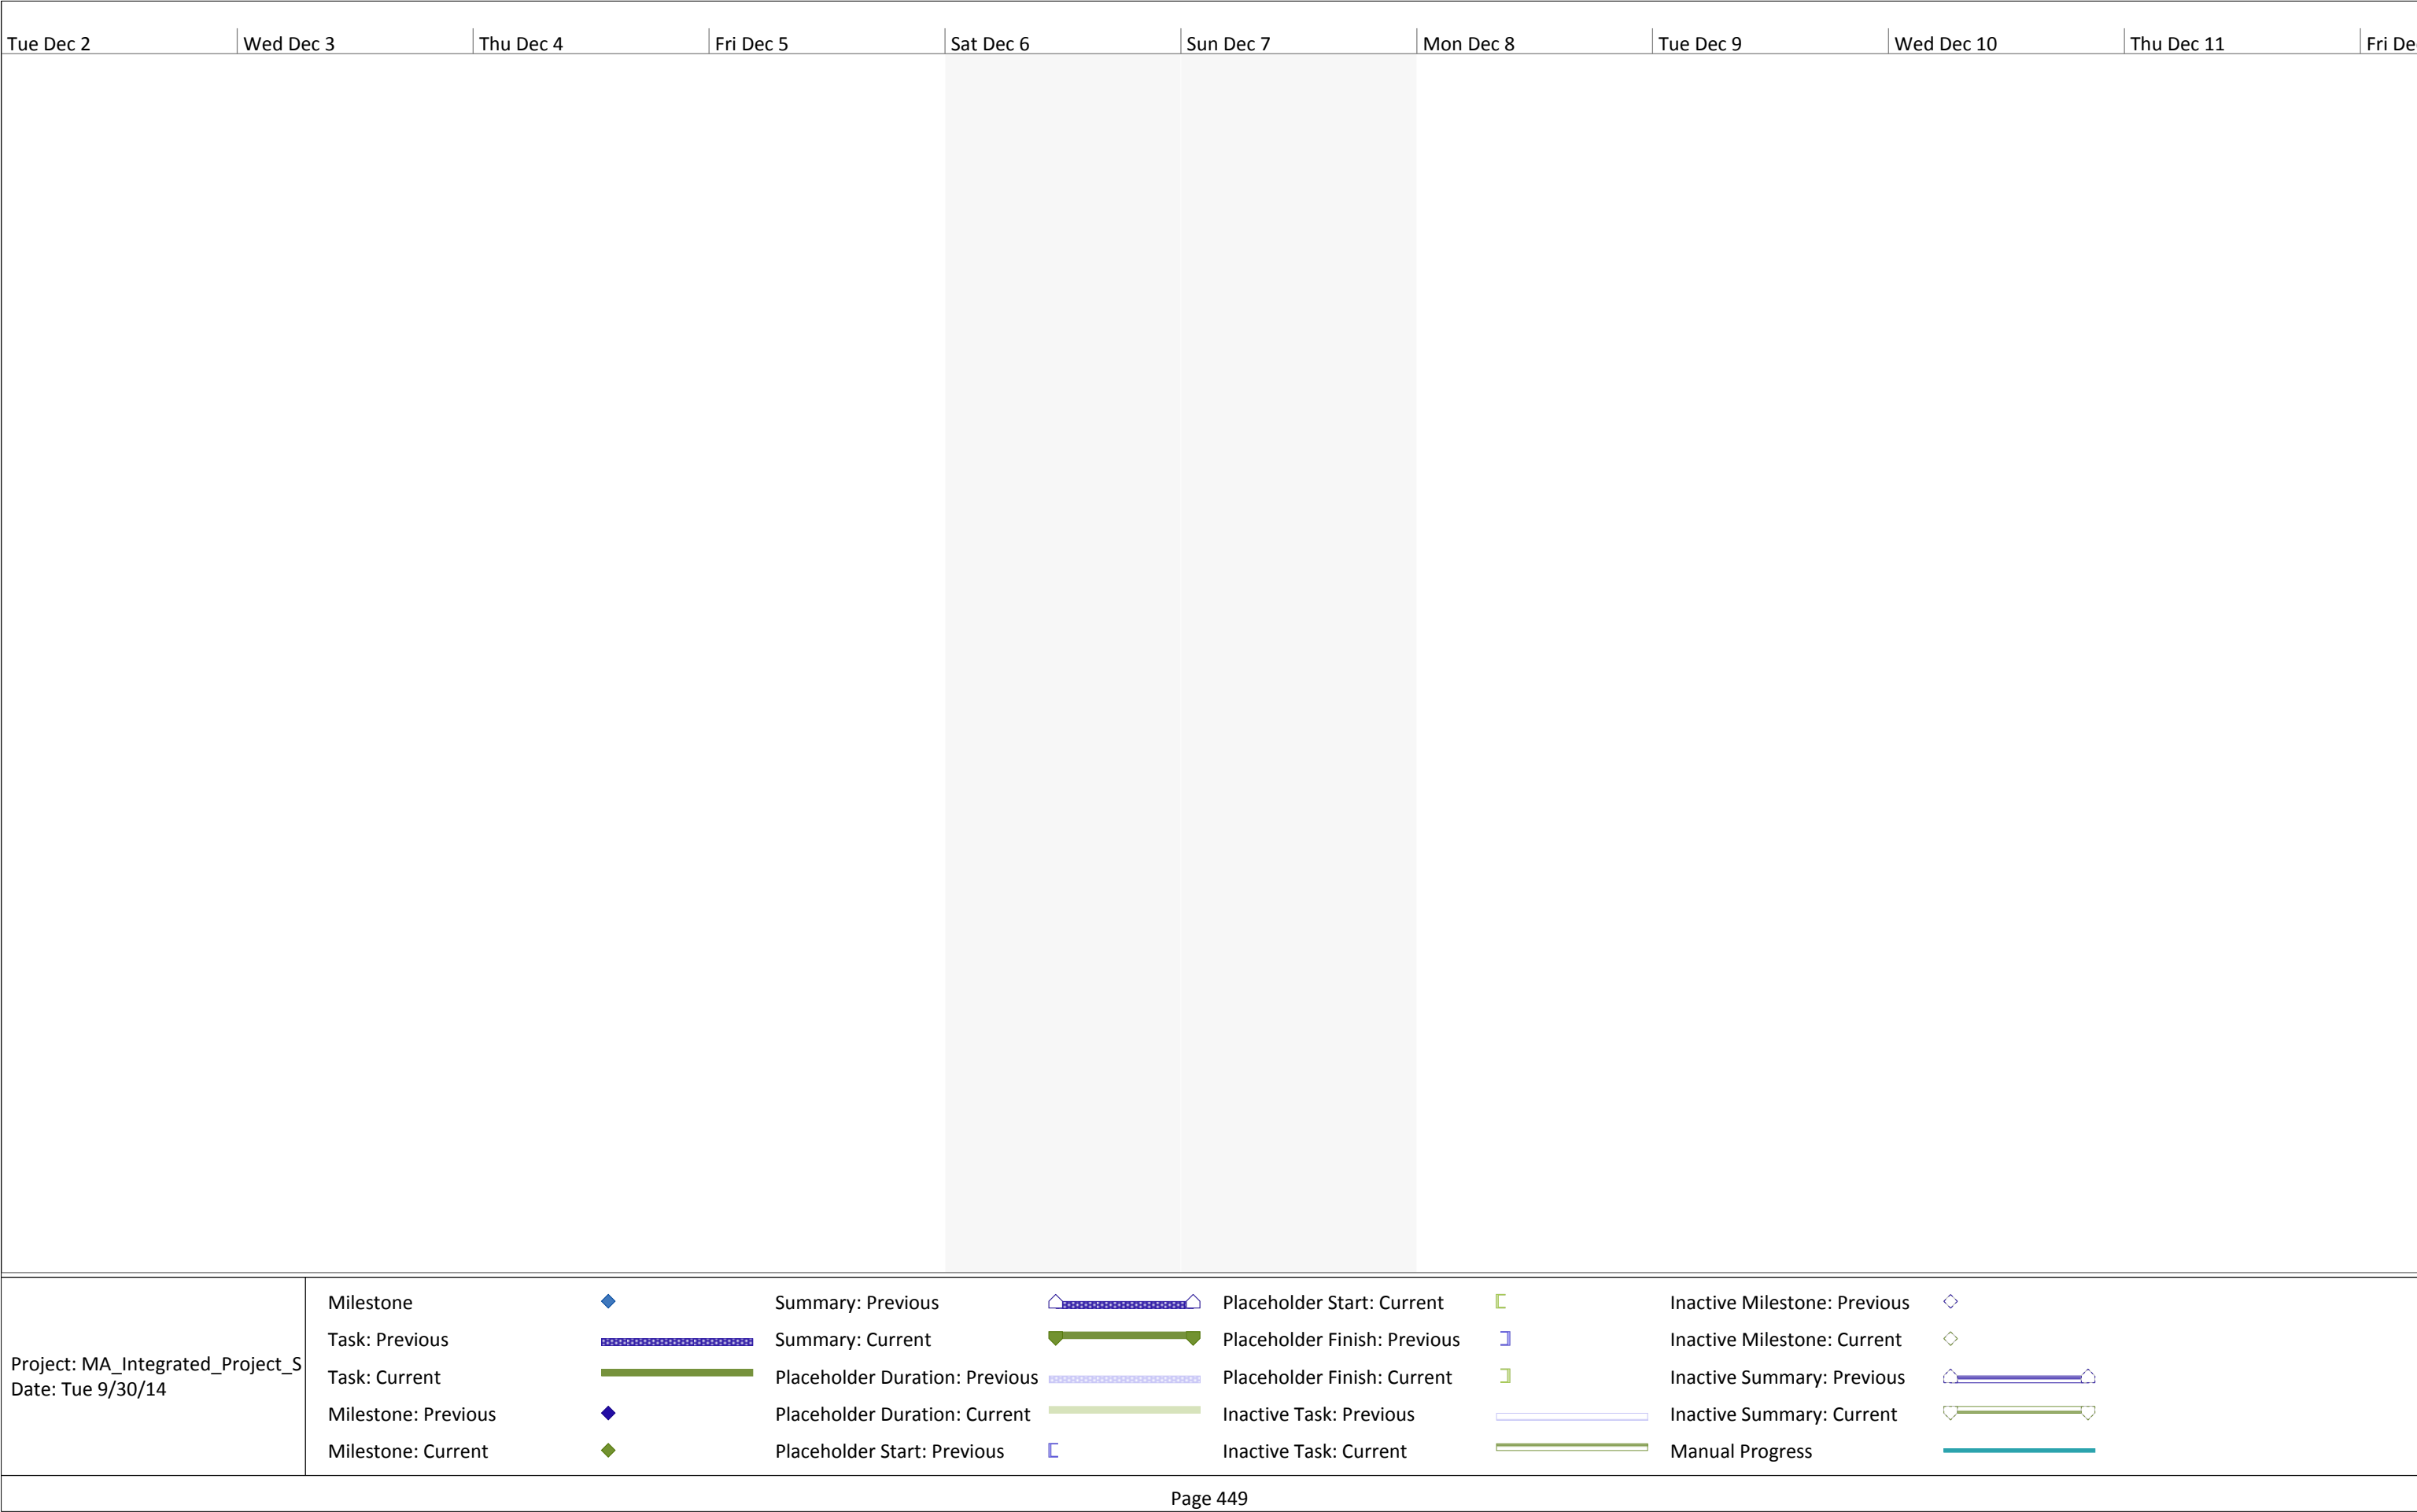 Tue Dec 2 Wed Dec 3 Thu Dec 4 Fri Dec 5 Sat Dec 6 Sun Dec 7 Mon Dec 8 Tue Dec 9 Wed Dec 10 Thu Dec 11 Fri De
Project: MA_Integrated_Project_S
Date: Tue 9/30/14
Milestone
Task: Previous
Task: Current
Milestone: Previous
Milestone: Current
Summary: Previous
Summary: Current
Placeholder Duration: Previous
Placeholder Duration: Current
Placeholder Start: Previous
Placeholder Start: Current
Placeholder Finish: Previous
Placeholder Finish: Current
Inactive Task: Previous
Inactive Task: Current
Inactive Milestone: Previous
Inactive Milestone: Current
Inactive Summary: Previous
Inactive Summary: Current
Manual Progress
Page 449